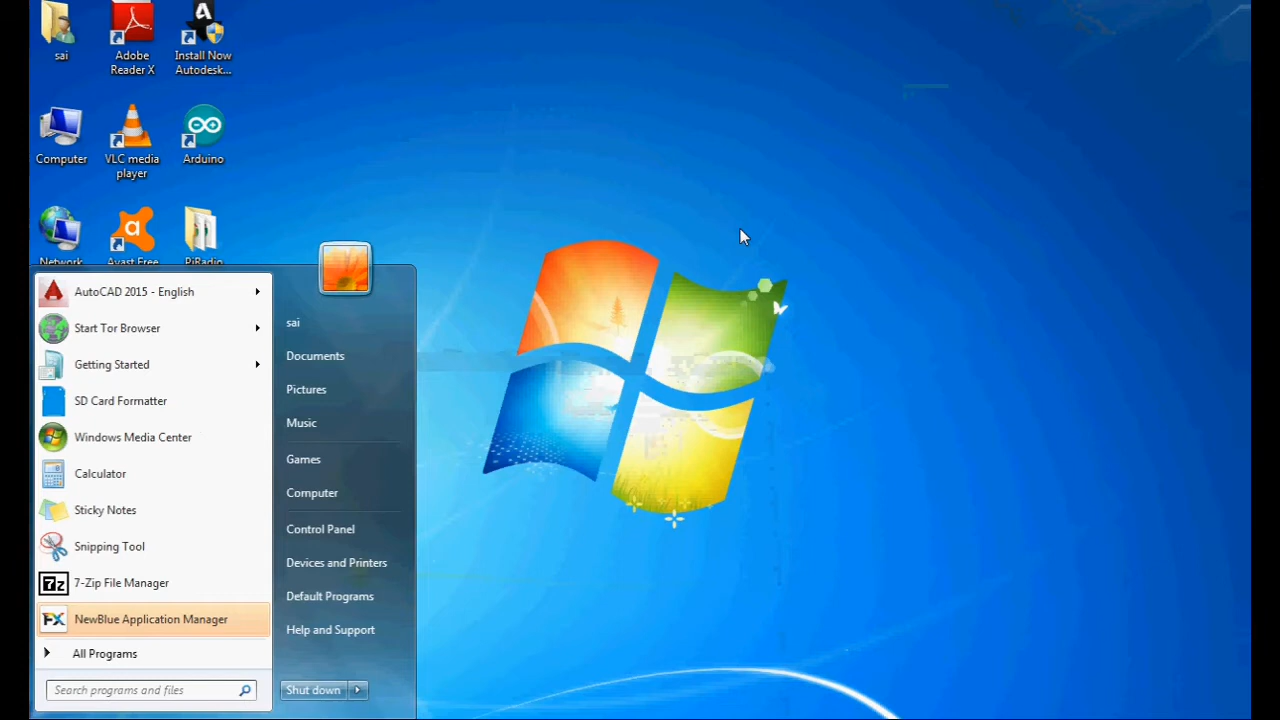 sai
Adobe
Reader X
Install Now
Autodesk...
Computer
VLC media
player
Arduino
Network
Avast Free
PiRadio
AutoCAD 2015 - English
Start Tor Browser
Getting Started
SD Card Formatter
Windows Media Center
Calculator
Sticky Notes
Snipping Tool
7z 7-Zip File Manager
FX NewBlue Application Manager
All Programs
Search programs and files
sai
Documents
Pictures
Music
Games
Computer
Control Panel
Devices and Printers
Default Programs
Help and Support
Shut down